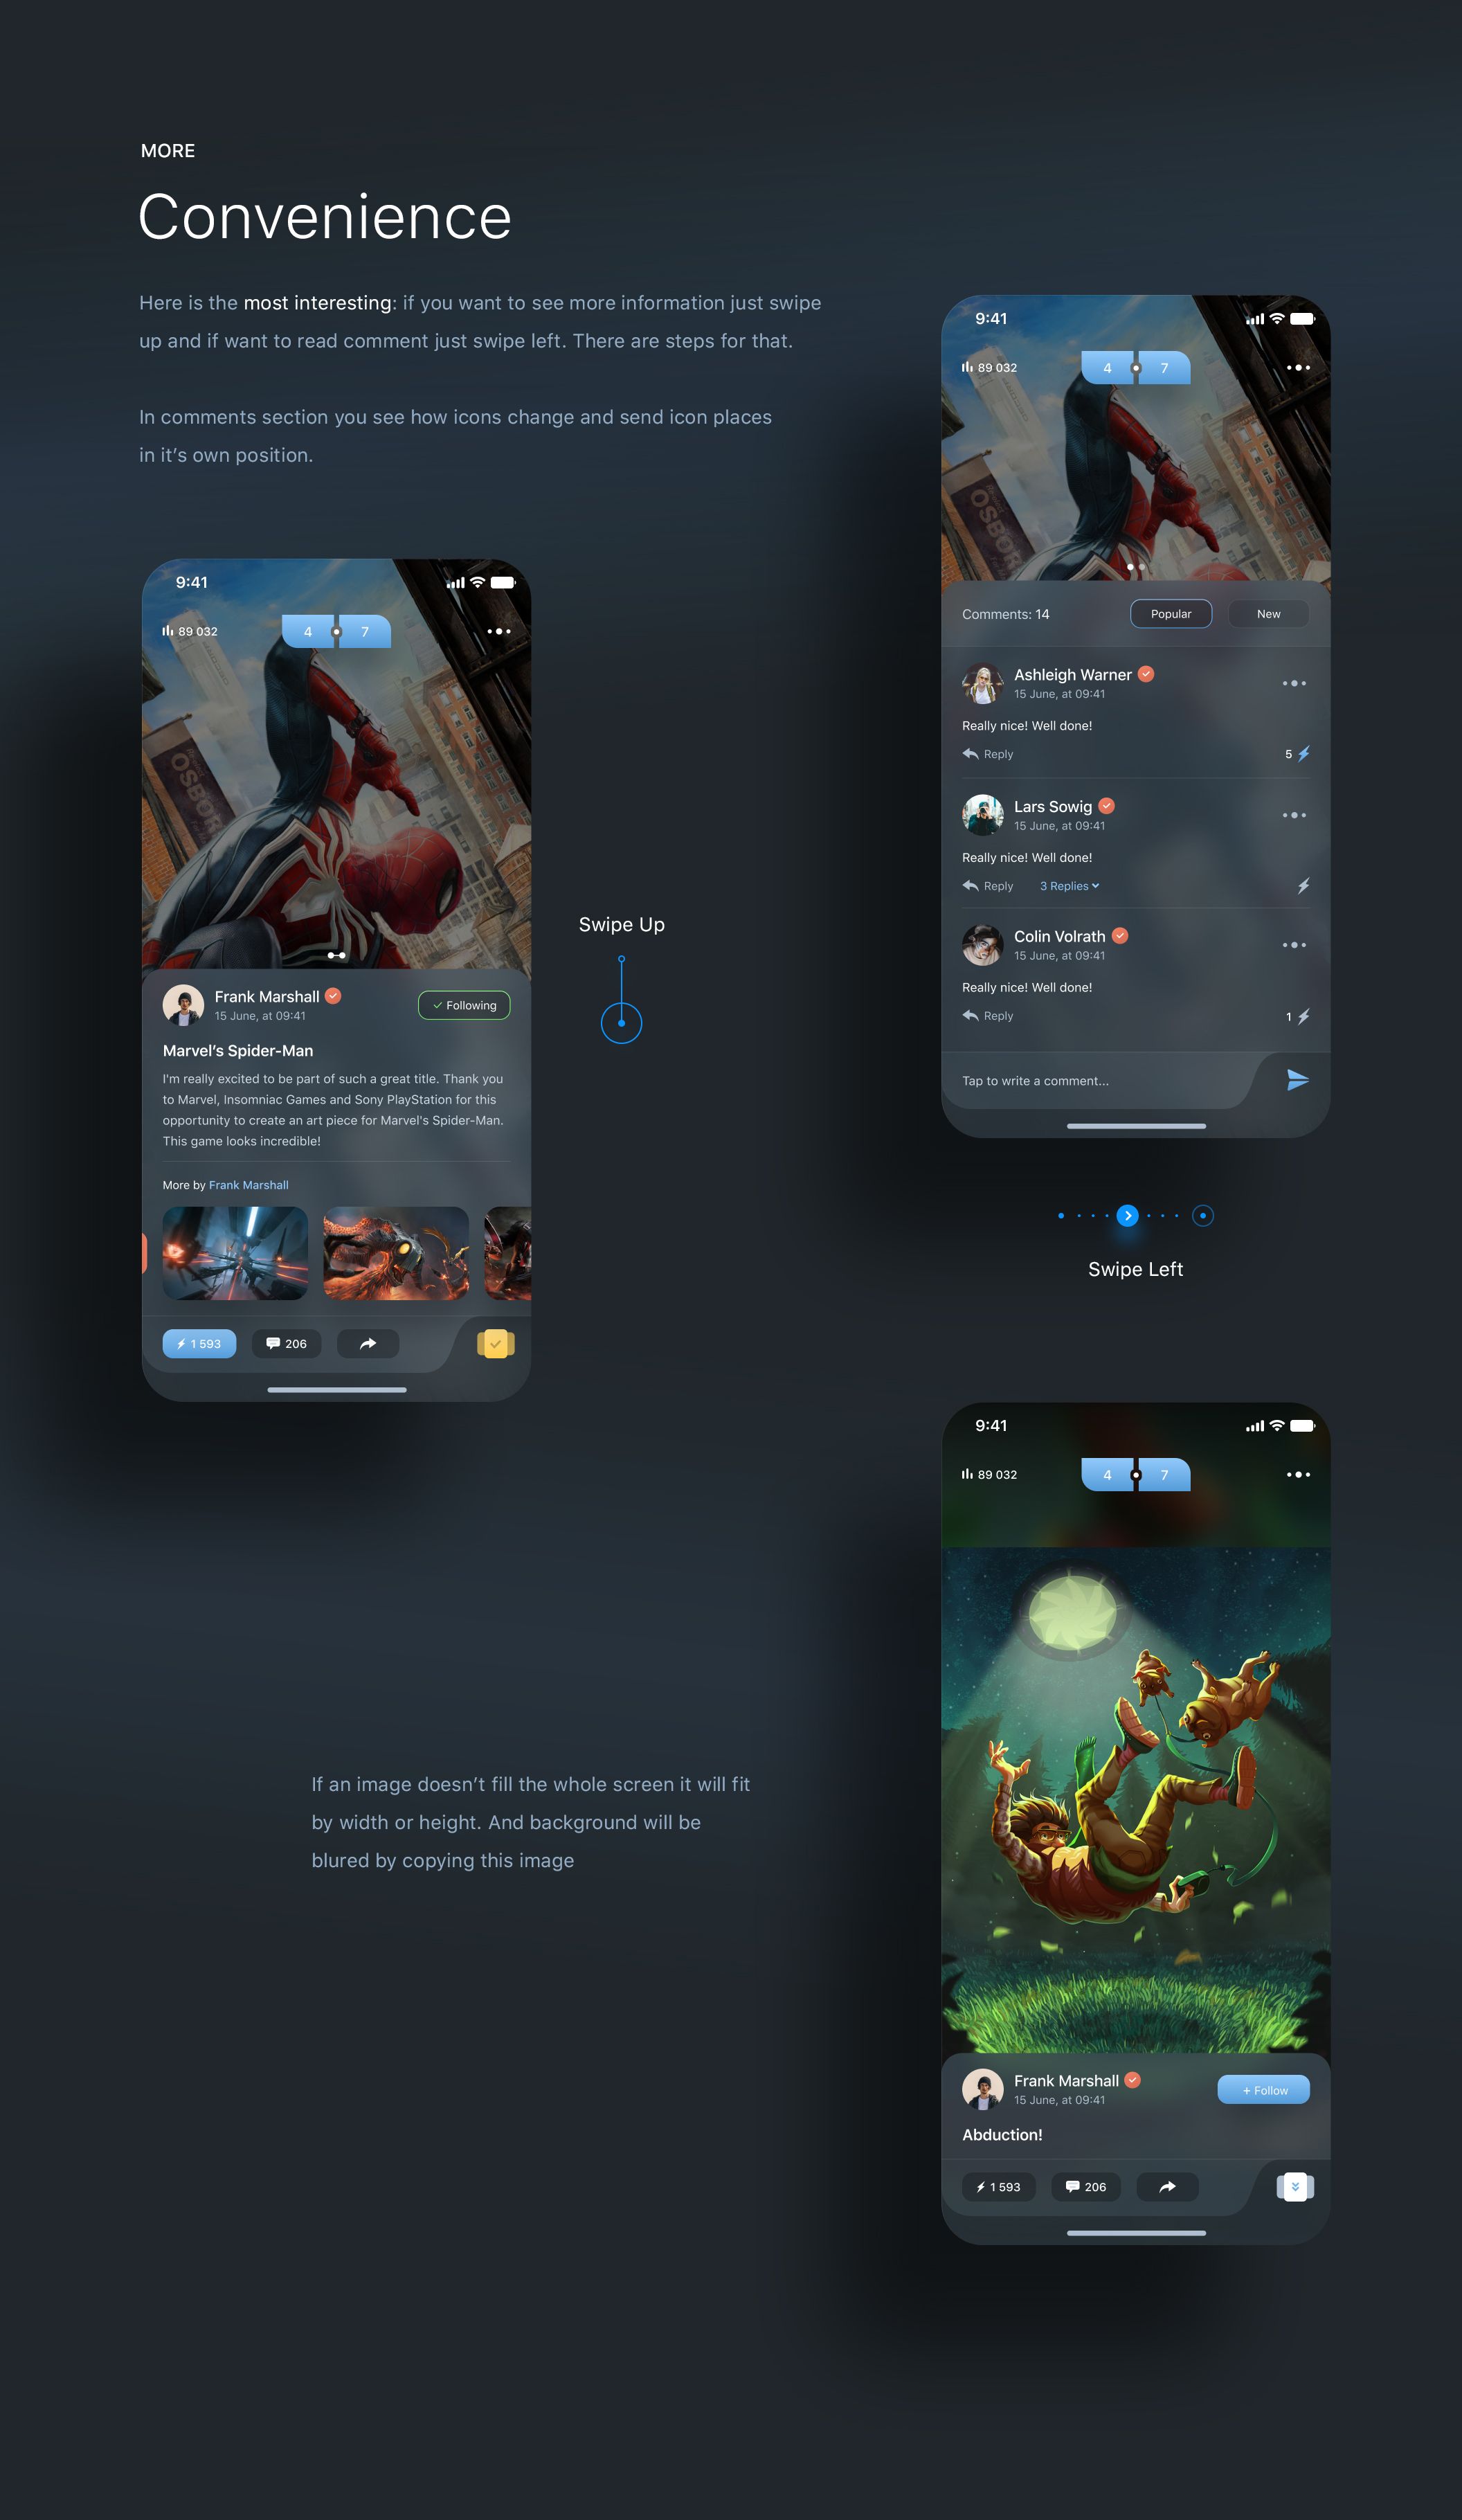 MORE
Convenience
Here is the most interesting: if you want to see more information just swipe
up and if want to read comment just swipe left. There are steps for that.
In comments section you see how icons change and send icon places
in it’s own position.
9:41
89 032
4 7
OSBO
Frank Marshall
15 June, at 09:41
Following
Marvel’s Spider-Man
I'm really excited to be part of such a great title. Thank you
to Marvel, Insomniac Games and Sony PlayStation for this
opportunity to create an art piece for Marvel's Spider-Man.
This game looks incredible!
More by Frank Marshall
1 593
206
Swipe Up
9:41
89 032
4 7
OSBO
Comments: 14
Popular
New
Ashleigh Warner
15 June, at 09:41
Really nice! Well done!
Reply
5
Lars Sowig
15 June, at 09:41
Really nice! Well done!
Reply
3 Replies
Colin Volrath
15 June, at 09:41
Really nice! Well done!
Reply
1
Tap to write a comment...
Swipe Left
If an image doesn’t fill the whole screen it will fit
by width or height. And background will be
blured by copying this image
9:41
89 032
4 7
Frank Marshall
15 June, at 09:41
+ Follow
Abduction!
1 593
206